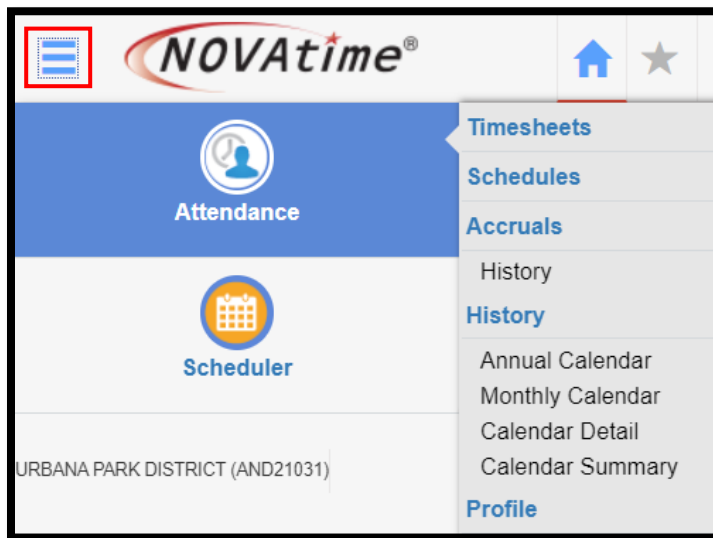 NOVAtime®
Attendance
Scheduler
URBANA PARK DISTRICT (AND21031)
Timesheets
Schedules
Accruals
History
History
Annual Calendar
Monthly Calendar
Calendar Detail
Calendar Summary
Profile